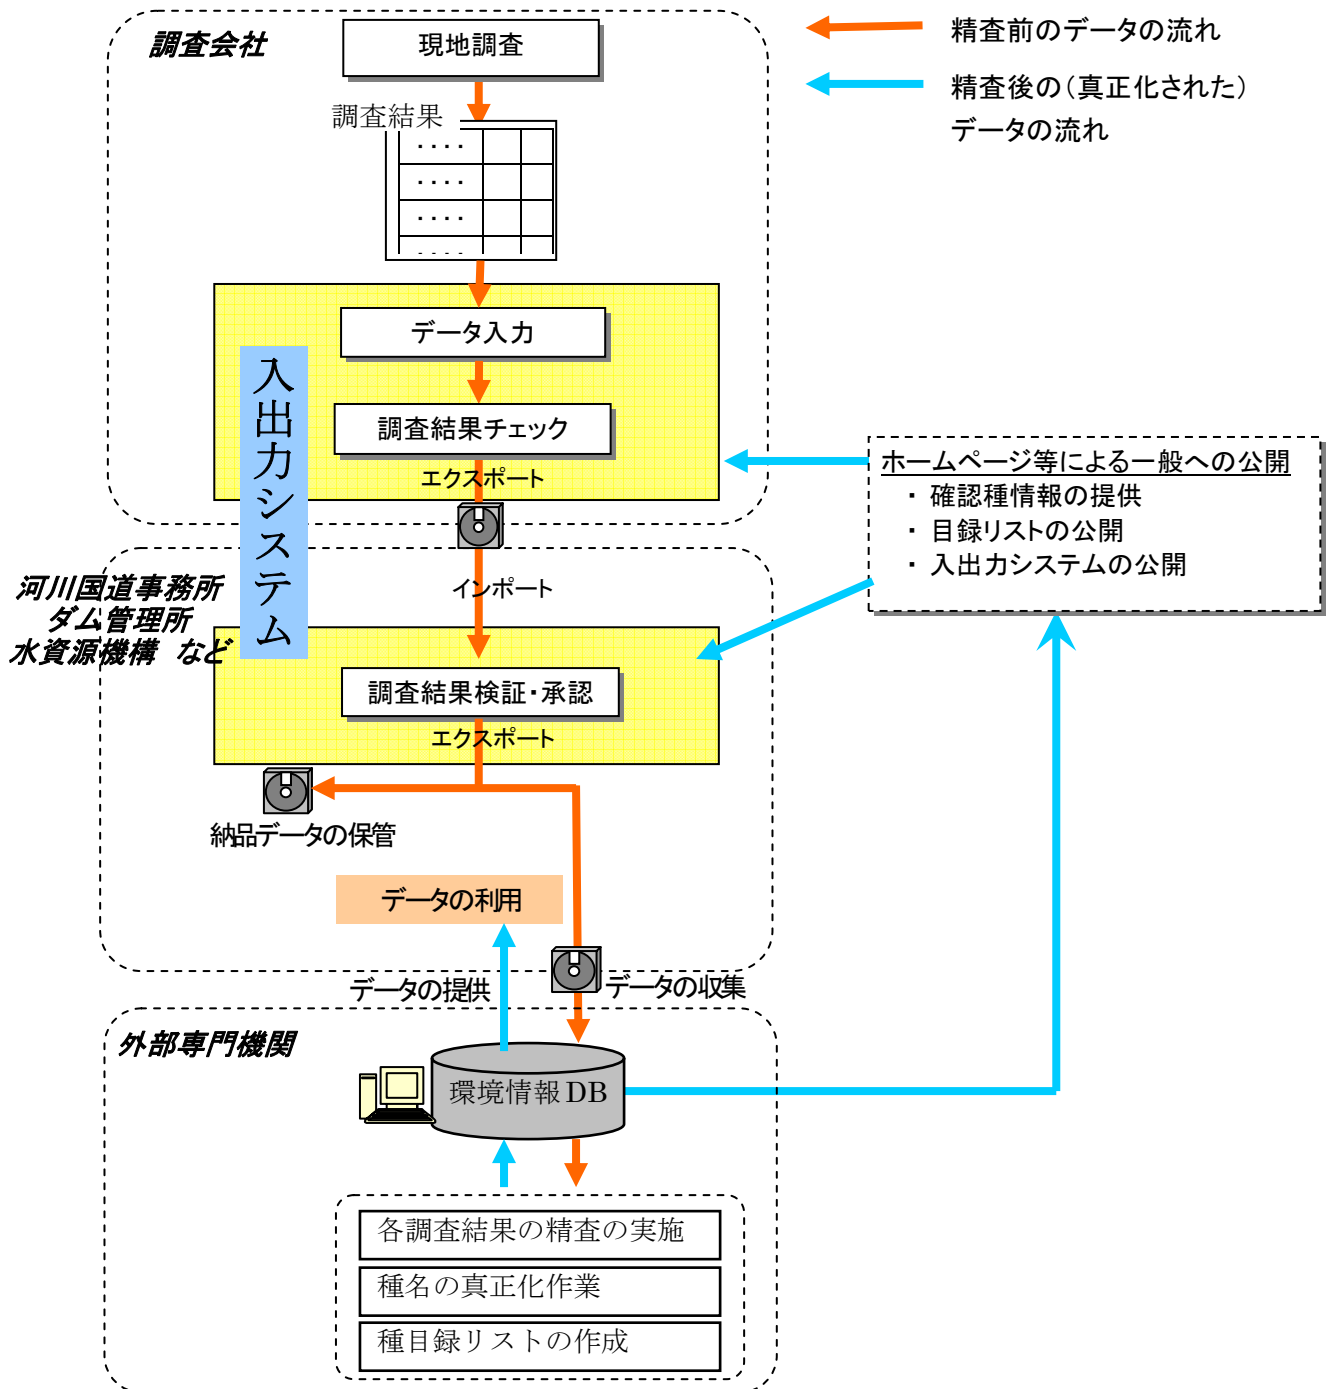 調査会社
現地調査
精査前のデータの流れ
精査後の（真正化された）
データの流れ
調査結果
・・・・
・・・・
・・・・
・・・・
データ入力
調査結果チェック
エクスポート
入出力システム
ホームページ等による一般への公開
・ 確認種情報の提供
・ 目録リストの公開
・ 入出力システムの公開
インポート
河川国道事務所
ダム管理所
水資源機構 など
調査結果検証・承認
エクスポート
納品データの保管
データの利用
データの提供
データの収集
外部専門機関
環境情報 DB
各調査結果の精査の実施
種名の真正化作業
種目録リストの作成